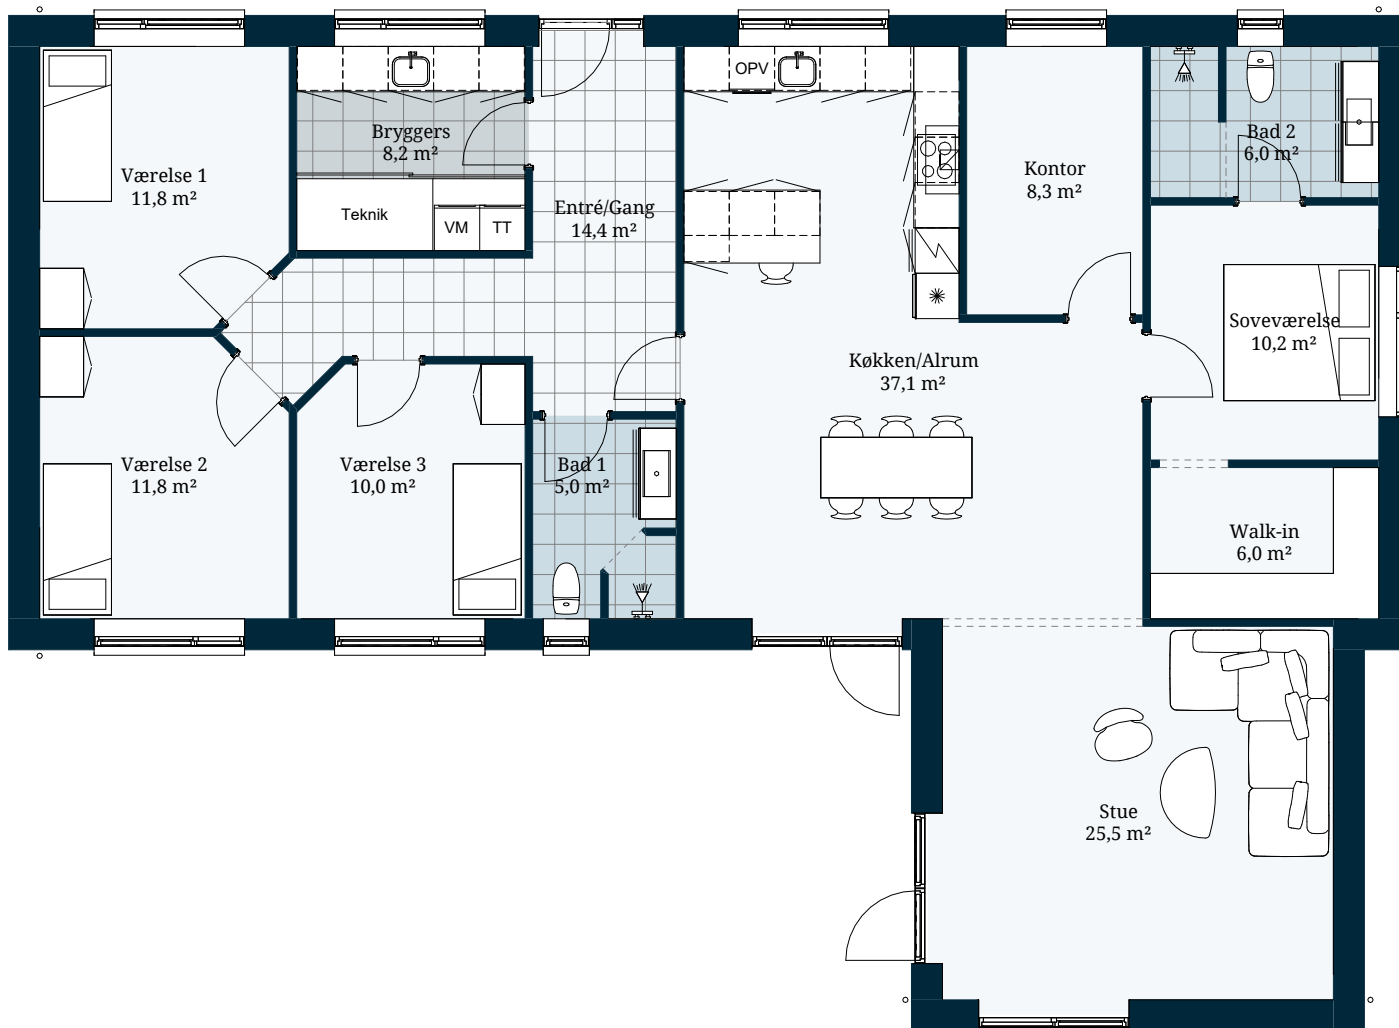 OPV
Bryggers
8,2 m²
Bad 2
6,0 m²
Værelse 1
11,8 m²
Kontor
8,3 m²
Teknik
VM
TT
Entré/Gang
14,4 m²
Soveværelse
10,2 m²
Køkken/Alrum
37,1 m²
Værelse 2
11,8 m²
Værelse 3
10,0 m²
Bad 1
5,0 m²
Walk-in
6,0 m²
Stue
25,5 m²